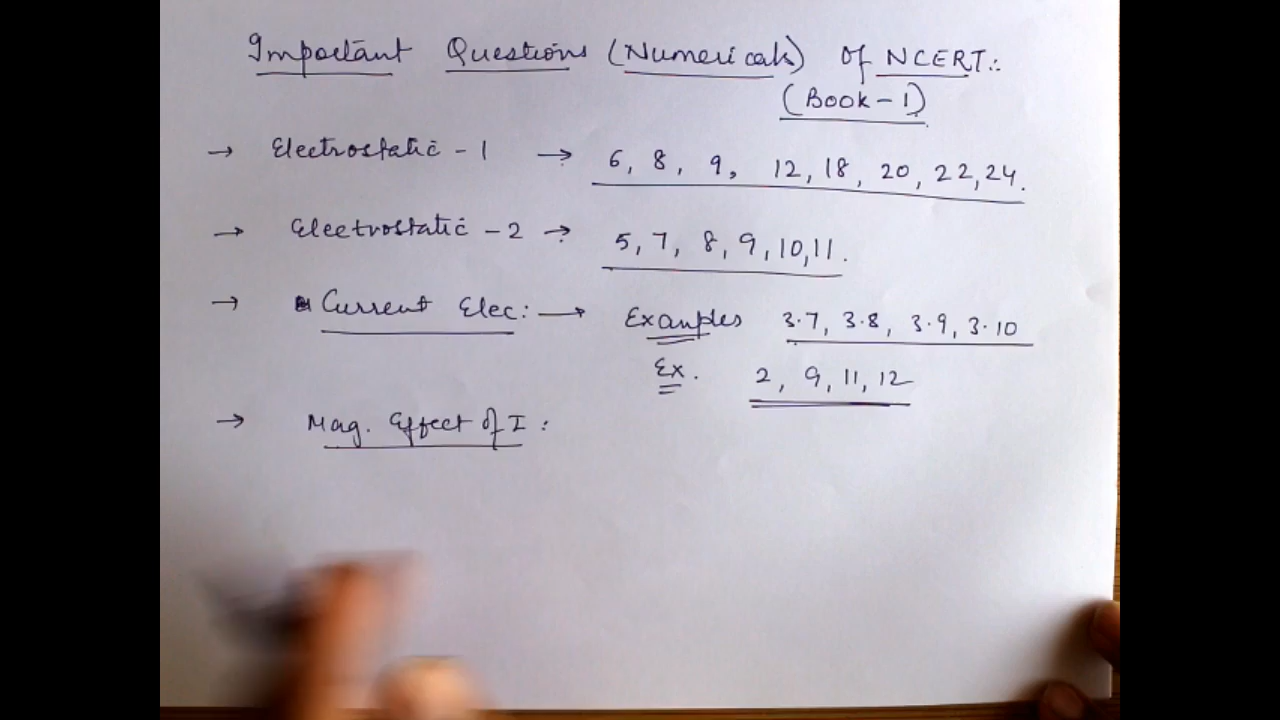 Important Questions (Numericals) of NCERT:
(Book-1)
→ Electrostatic - 1 → 6, 8, 9, 12, 18, 20, 22, 24.
→ Electrostatic - 2 → 5, 7, 8, 9, 10, 11.
→ Current Elec: → Examples 3.7, 3.8, 3.9, 3.10
Ex. 2, 9, 11, 12
→ Mag. Effect of I :